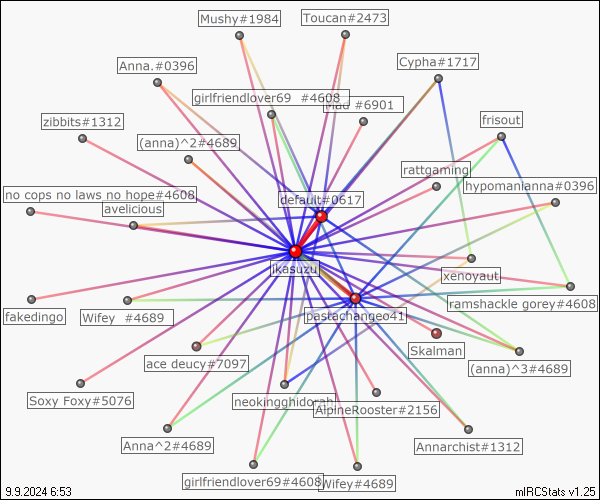 Mushy#1984
Toucan#2473
Cypha#1717
Anna.#0396
girlfriendlover69 #4608
#6901
zibbits#1312
frisout
(anna)^2#4689
rattgaming
hypomanIanna#0396
no cops no laws no hope#4608
default#0617
avelicious
jikasuzu
xenoyaut
ramshackle gorey#4608
fakedingo
Wifey #4689
pastachangeo41
Skalman
ace deucy#7097
(anna)^3#4689
neokingghidorah
Soxy Foxy#5076
AlpineRooster#2156
Anna^2#4689
Annarchist#1312
girlfriendlover69#4608
Wifey#4689
9.9.2024 6:53
mIRCStats v1.25